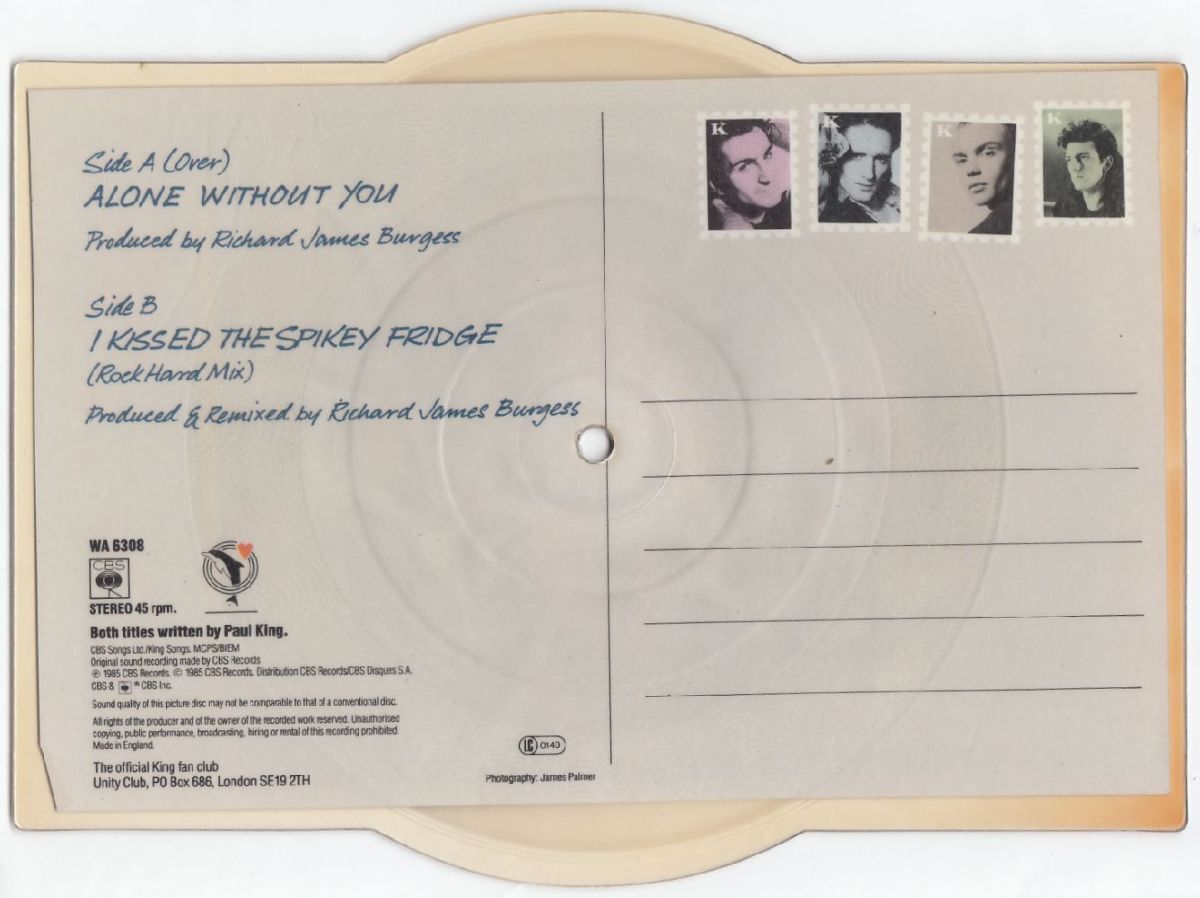 Side A (Over)
ALONE WITHOUT YOU
Produced by Richard James Burgess
Side B
I KISSED THE SPIKEY FRIDGE
(Rock Hard Mix)
Produced & Remixed by Richard James Burgess
WA 6308
CBS
STEREO 45 rpm.
Both titles written by Paul King.
CBS Songs Ltd./King Songs. MCPS/BIEM
Original sound recording made by CBS Records
℗ 1985 CBS Records. © 1985 CBS Records. Distribution CBS Records/CBS Disques S.A.
CBS & ® CBS Inc.
Sound quality of this picture disc may not be comparable to that of a conventional disc.
All rights of the producer and of the owner of the recorded work reserved. Unauthorised
copying, public performance, broadcasting, hiring or rental of this recording prohibited.
Made in England.
The official King fan club
Unity Club, PO Box 686, London SE19 2TH
K
K
K
K
LC 0149
Photography: James Palmer